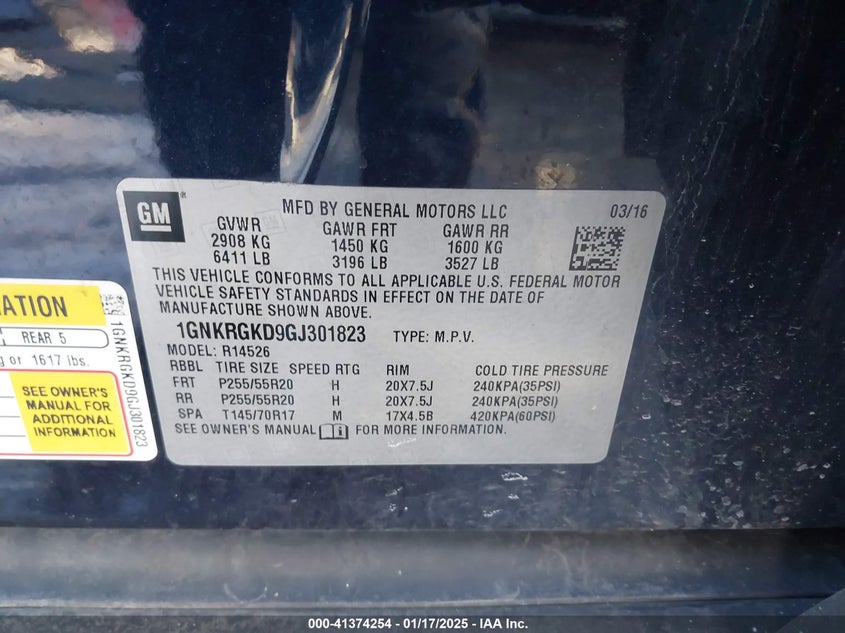 GM
MFD BY GENERAL MOTORS LLC 03/16
GVWR GAWR FRT GAWR RR
2908 KG 1450 KG 1600 KG
6411 LB 3196 LB 3527 LB
THIS VEHICLE CONFORMS TO ALL APPLICABLE U.S. FEDERAL MOTOR
VEHICLE SAFETY STANDARDS IN EFFECT ON THE DATE OF
MANUFACTURE SHOWN ABOVE.
1GNKRGKD9GJ301823 TYPE: M.P.V.
MODEL: R14526
RBBL TIRE SIZE SPEED RTG RIM COLD TIRE PRESSURE
FRT P255/55R20 H 20X7.5J 240KPA(35PSI)
RR P255/55R20 H 20X7.5J 240KPA(35PSI)
SPA T145/70R17 M 17X4.5B 420KPA(60PSI)
SEE OWNER'S MANUAL FOR MORE INFORMATION.
ATION
REAR 5
or 1617 lbs.
SEE OWNER'S
MANUAL FOR
ADDITIONAL
INFORMATION
1GNKRGKD9GJ301823
000-41374254 - 01/17/2025 - IAA Inc.